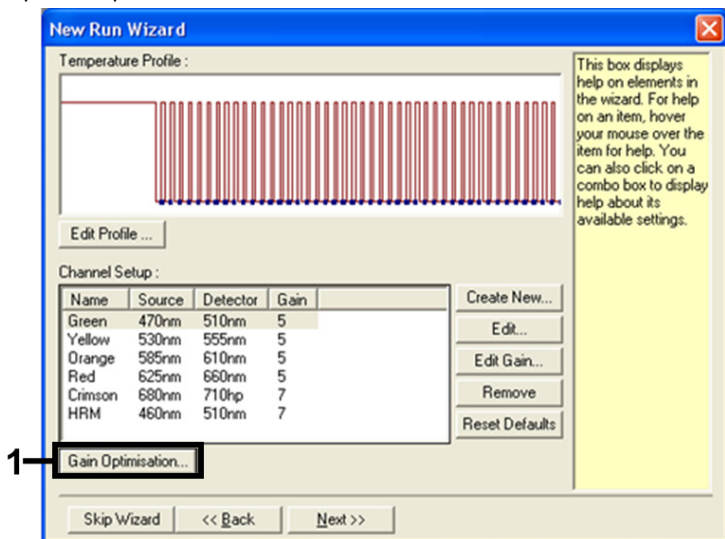 New Run Wizard
Temperature Profile :
Edit Profile ...
Channel Setup :
Name Source Detector Gain
Green 470nm 510nm 5
Yellow 530nm 555nm 5
Orange 585nm 610nm 5
Red 625nm 660nm 5
Crimson 680nm 710hp 7
HRM 460nm 510nm 7
Create New...
Edit...
Edit Gain...
Remove
Reset Defaults
1
Gain Optimisation...
Skip Wizard
<< Back
Next >>
This box displays
help on elements in
the wizard. For help
on an item, hover
your mouse over the
item for help. You
can also click on a
combo box to display
help about its
available settings.